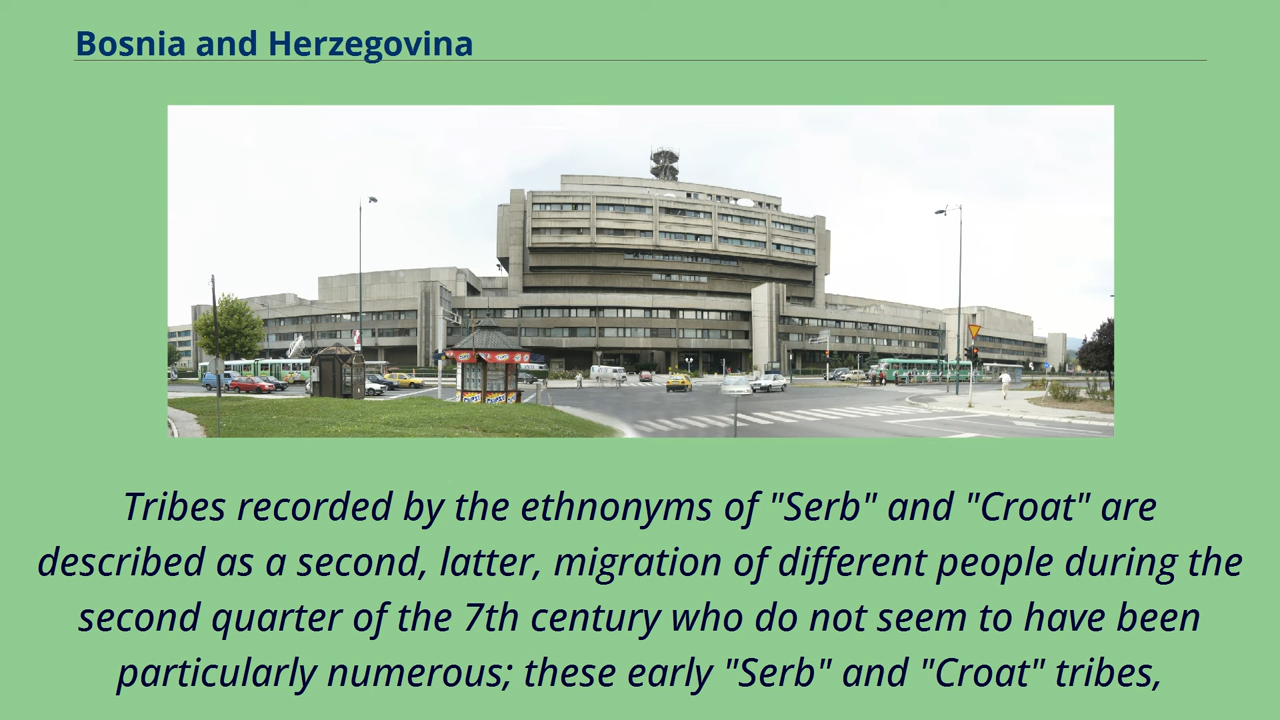 Bosnia and Herzegovina
Tribes recorded by the ethnonyms of "Serb" and "Croat" are
described as a second, latter, migration of different people during the
second quarter of the 7th century who do not seem to have been
particularly numerous; these early "Serb" and "Croat" tribes,